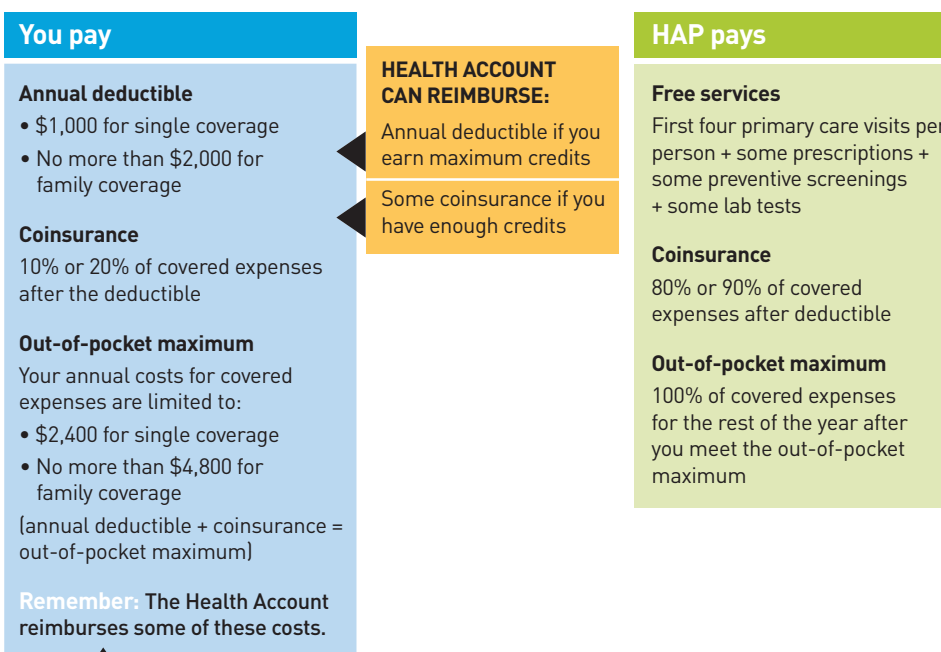 You pay
Annual deductible
• $1,000 for single coverage
• No more than $2,000 for
family coverage
Coinsurance
10% or 20% of covered expenses
after the deductible
Out-of-pocket maximum
Your annual costs for covered
expenses are limited to:
• $2,400 for single coverage
• No more than $4,800 for
family coverage
(annual deductible + coinsurance =
out-of-pocket maximum)
Remember: The Health Account
reimburses some of these costs.
HEALTH ACCOUNT
CAN REIMBURSE:
Annual deductible if you
earn maximum credits
Some coinsurance if you
have enough credits
HAP pays
Free services
First four primary care visits per
person + some prescriptions +
some preventive screenings
+ some lab tests
Coinsurance
80% or 90% of covered
expenses after deductible
Out-of-pocket maximum
100% of covered expenses
for the rest of the year after
you meet the out-of-pocket
maximum